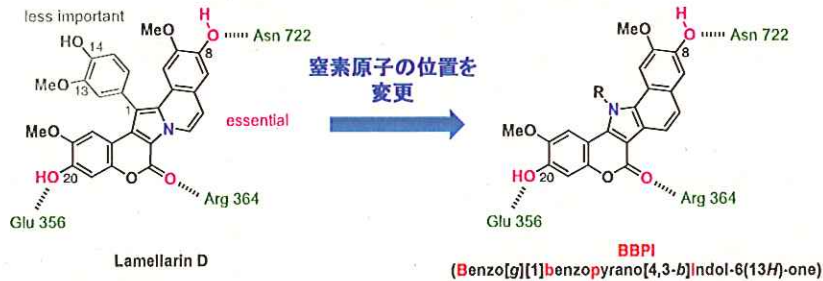 less important
HO
14
MeO
13
1
MeO
H
O
8
Asn 722
N
essential
MeO
HO
20
O
O
Arg 364
Glu 356
Lamellarin D
窒素原子の位置を
変更
MeO
H
O
8
Asn 722
R
N
MeO
HO
20
O
O
Arg 364
Glu 356
BBPI
(Benzo[g][1]benzopyrano[4,3-b]Indol-6(13H)-one)